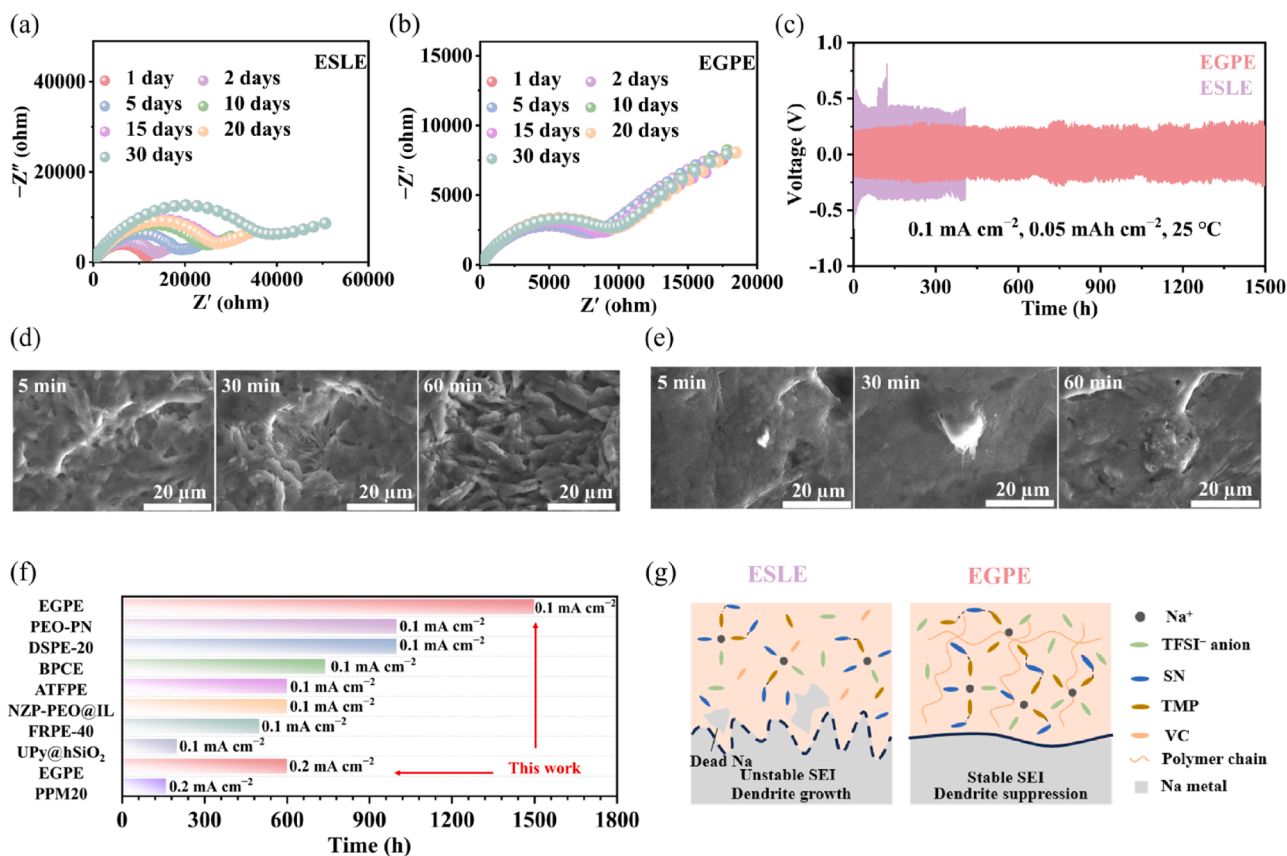 (a)
ESLE
1 day
2 days
5 days
10 days
15 days
20 days
30 days
40000
20000
0
−Z″ (ohm)
0
20000
40000
60000
Z′ (ohm)
(b)
EGPE
1 day
2 days
5 days
10 days
15 days
20 days
30 days
15000
10000
5000
0
−Z″ (ohm)
0
5000
10000
15000
20000
Z′ (ohm)
(c)
EGPE
ESLE
1.0
0.5
0.0
-0.5
-1.0
Voltage (V)
0.1 mA cm⁻², 0.05 mAh cm⁻², 25 °C
0
300
600
900
1200
1500
Time (h)
(d)
5 min
20 μm
30 min
20 μm
60 min
20 μm
(e)
5 min
20 μm
30 min
20 μm
60 min
20 μm
(f)
EGPE
0.1 mA cm⁻²
PEO-PN
0.1 mA cm⁻²
DSPE-20
0.1 mA cm⁻²
BPCE
0.1 mA cm⁻²
ATFPE
0.1 mA cm⁻²
NZP-PEO@IL
0.1 mA cm⁻²
FRPE-40
0.1 mA cm⁻²
UPy@hSiO₂
0.1 mA cm⁻²
EGPE
0.2 mA cm⁻²
PPM20
0.2 mA cm⁻²
This work
0
300
600
900
1200
1500
1800
Time (h)
(g)
ESLE
Dead Na
Unstable SEI
Dendrite growth
EGPE
Stable SEI
Dendrite suppression
Na⁺
TFSI⁻ anion
SN
TMP
VC
Polymer chain
Na metal